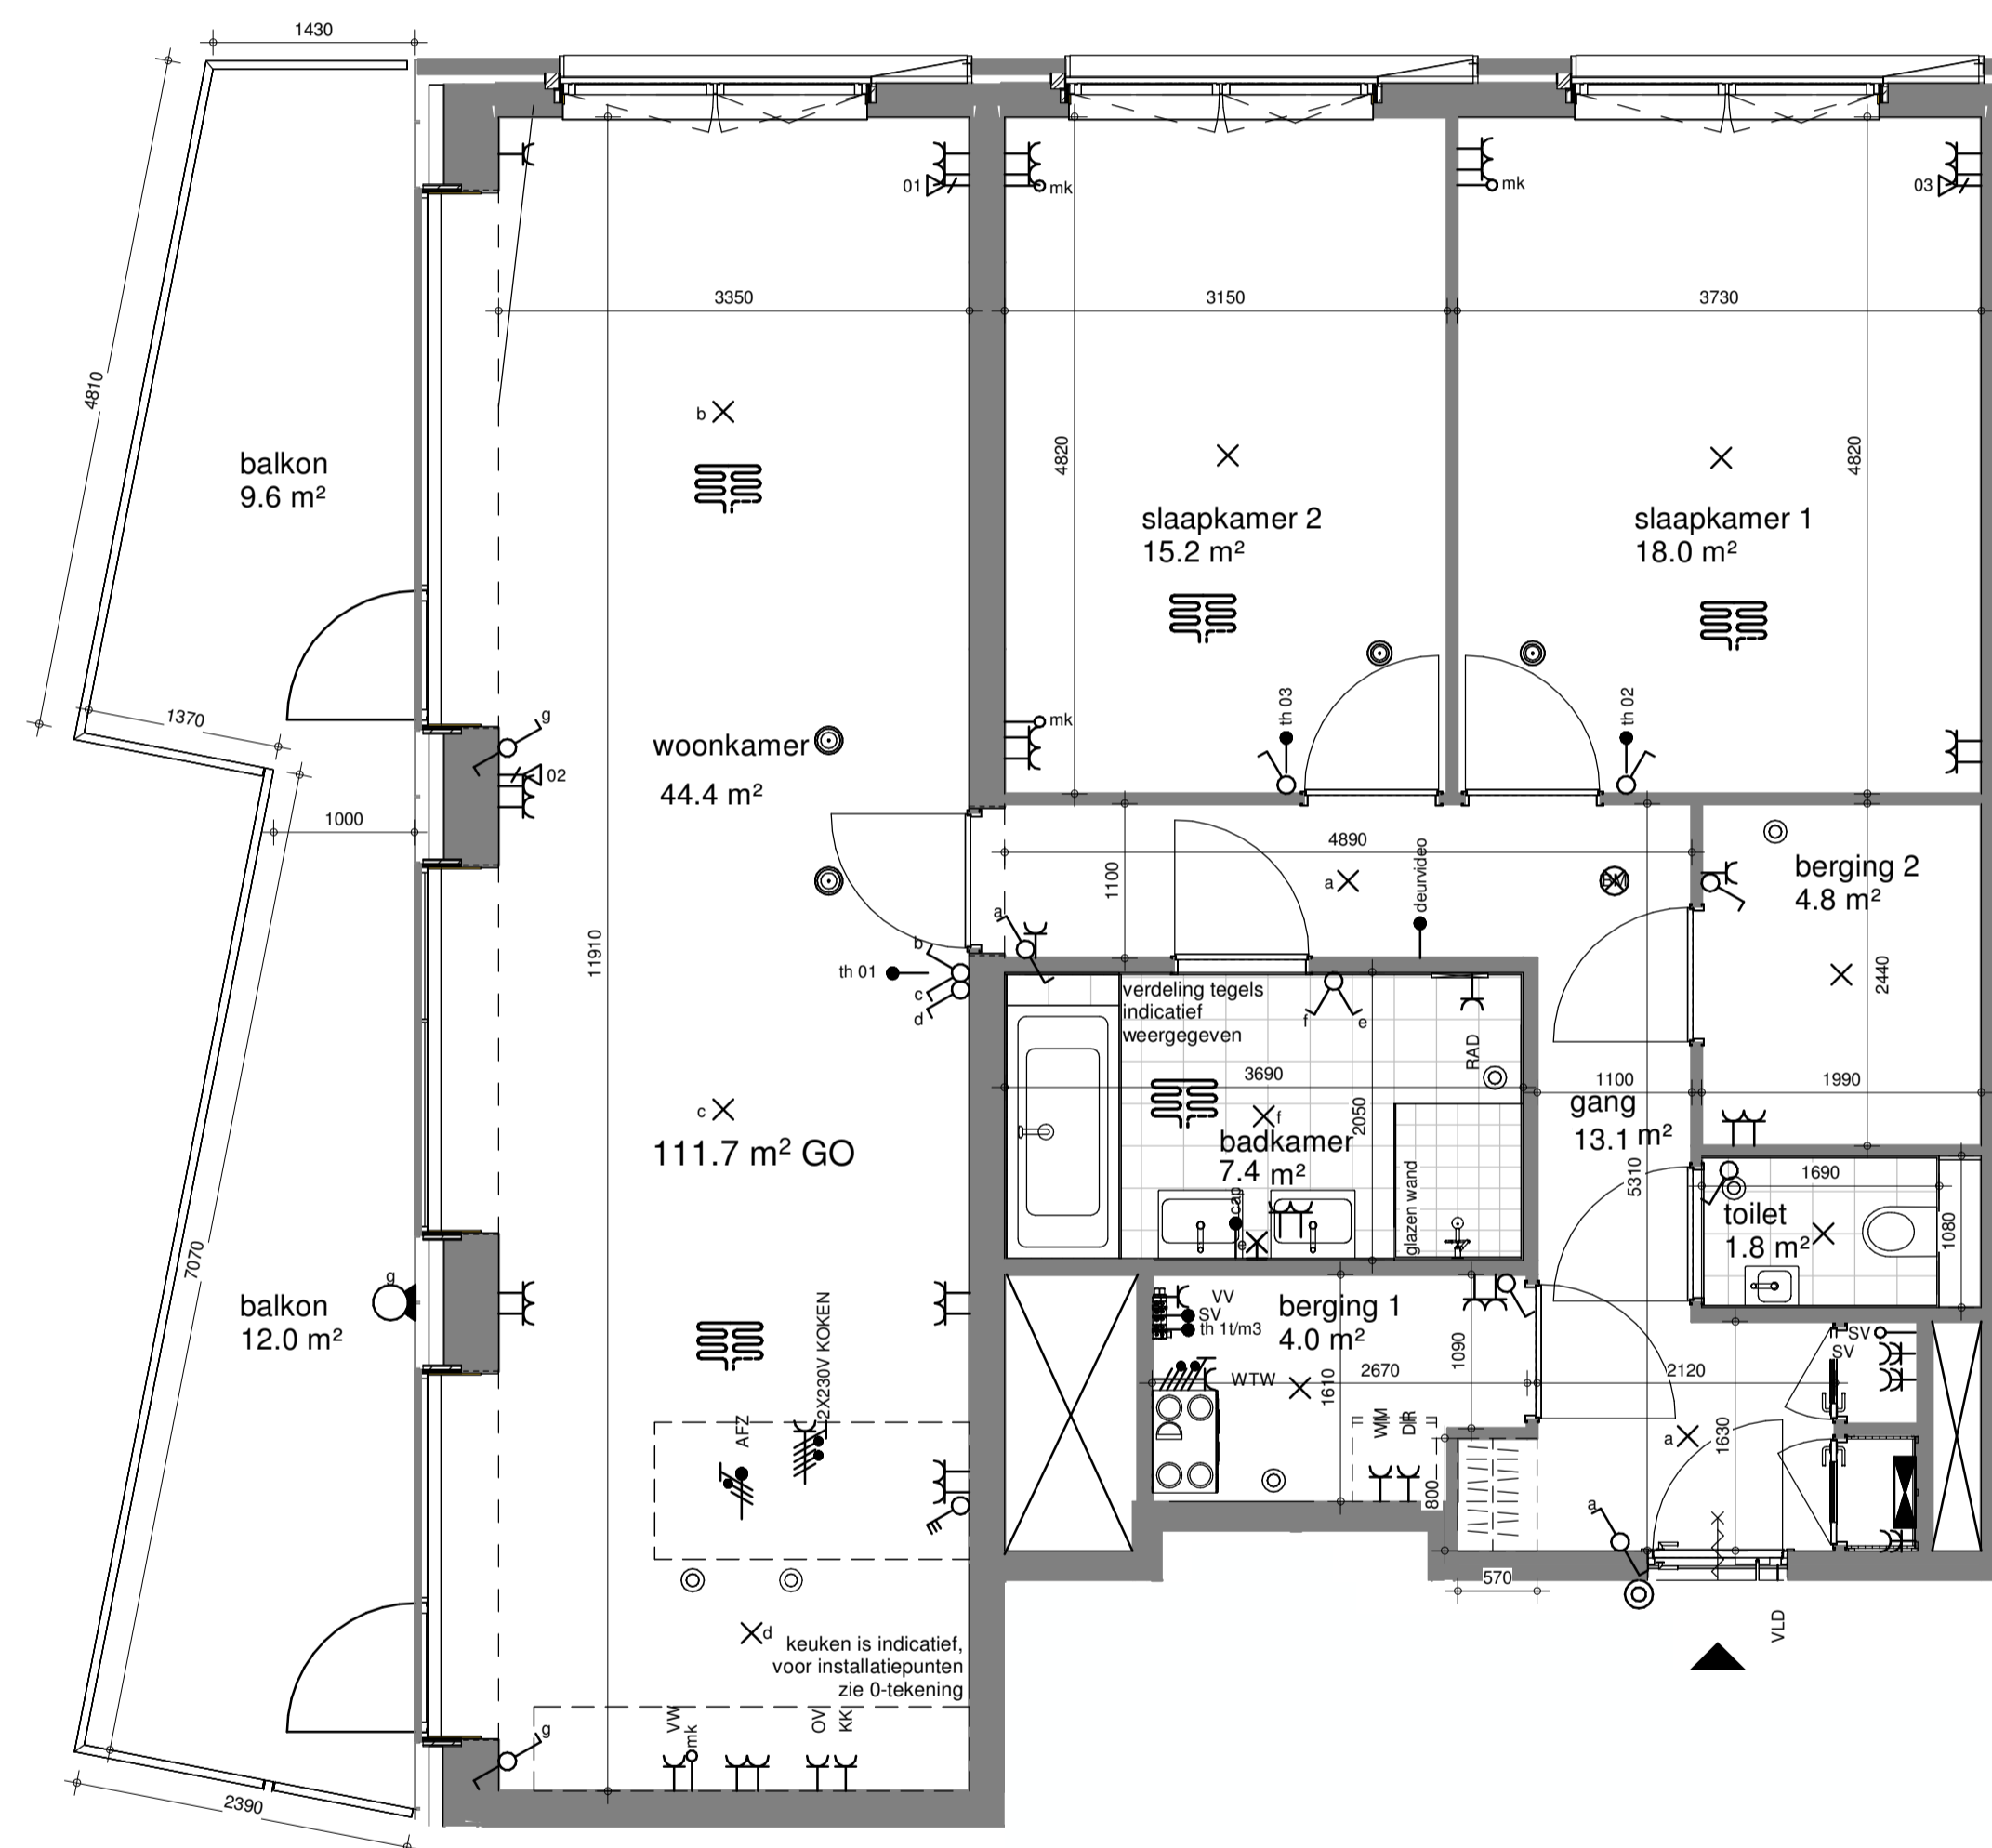 1430
3350
3150
3730
4810
4820
4820
01
mk
mk
03
b
balkon
9.6 m²
slaapkamer 2
15.2 m²
slaapkamer 1
18.0 m²
1370
g
mk
th 03
th 02
woonkamer
44.4 m²
02
1000
4890
1100
a
deurvideo
BM
berging 2
4.8 m²
a
b
th 01
c
d
11910
2440
verdeling tegels
indicatief
weergegeven
f
e
RAD
3690
2050
1100
1990
c
111.7 m² GO
f
badkamer
7.4 m²
gang
13.1 m²
5310
glazen wand
cap
e
1690
toilet
1.8 m²
1080
7070
g
balkon
12.0 m²
VV
SV
th 1t/m3
berging 1
4.0 m²
1090
WTW
1610
2670
2120
SV
SV
2X230V KOKEN
AFZ
WM
DR
800
a
1630
a
570
VLD
d
keuken is indicatief,
voor installatiepunten
zie 0-tekening
VW
mk
OV
KK
g
2390